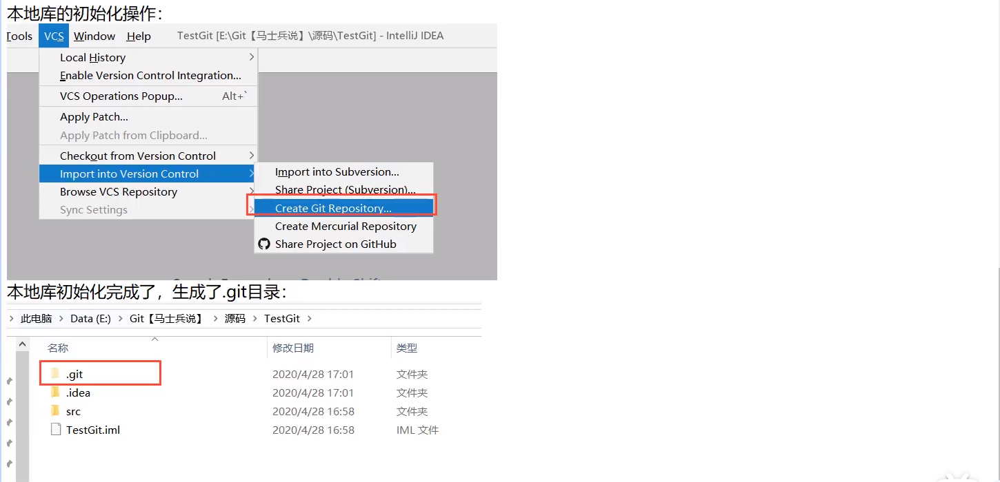 本地库的初始化操作：
Tools VCS Window Help TestGit [E:\Git【马士兵说】\源码\TestGit] - IntelliJ IDEA
Local History
Enable Version Control Integration...
VCS Operations Popup... Alt+`
Apply Patch...
Apply Patch from Clipboard...
Checkout from Version Control
Import into Version Control
Import into Subversion...
Browse VCS Repository
Share Project (Subversion)...
Sync Settings
Create Git Repository...
Create Mercurial Repository
Share Project on GitHub
本地库初始化完成了，生成了.git目录：
此电脑 > Data (E:) > Git【马士兵说】 > 源码 > TestGit >
名称 修改日期 类型
.git 2020/4/28 17:01 文件夹
.idea 2020/4/28 17:01 文件夹
src 2020/4/28 16:58 文件夹
TestGit.iml 2020/4/28 16:58 IML 文件